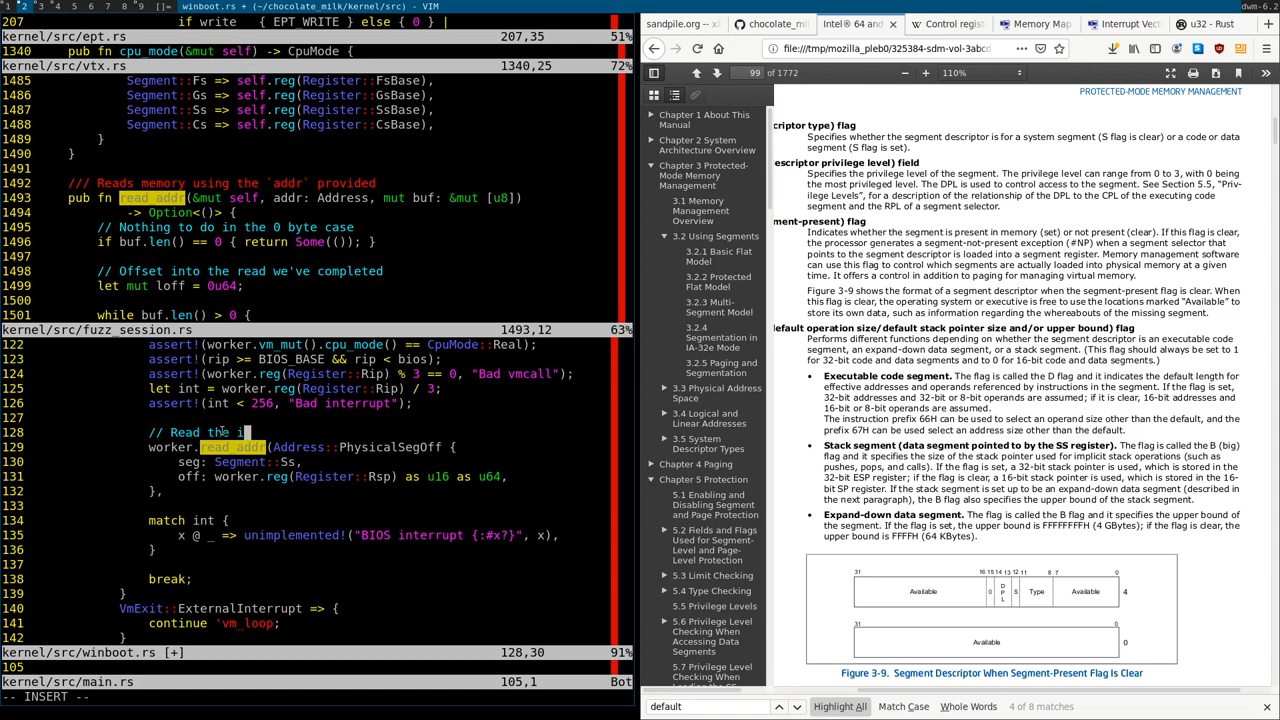 1 2 3 4 5 []= winboot.rs + (~/chocolate_milk/kernel/src) - VIM dwm-6.2
207 if write { EPT_WRITE } else { 0 } |
kernel/src/ept.rs 207,35 51%
1340 pub fn cpu_mode(&mut self) -> CpuMode {
kernel/src/vtx.rs 1340,25 72%
1485 Segment::Fs => self.reg(Register::FsBase),
1486 Segment::Gs => self.reg(Register::GsBase),
1487 Segment::Ss => self.reg(Register::SsBase),
1488 Segment::Cs => self.reg(Register::CsBase),
1489 }
1490 }
1491
1492 /// Reads memory using the `addr` provided
1493 pub fn read_addr(&mut self, addr: Address, mut buf: &mut [u8])
1494 -> Option<()> {
1495 // Nothing to do in the 0 byte case
1496 if buf.len() == 0 { return Some(()); }
1497
1498 // Offset into the read we've completed
1499 let mut loff = 0u64;
1500
1501 while buf.len() > 0 {
kernel/src/fuzz_session.rs 1493,12 63%
122 assert!(worker.vm_mut().cpu_mode() == CpuMode::Real);
123 assert!(rip >= BIOS_BASE && rip < bios);
124 assert!(worker.reg(Register::Rip) % 3 == 0, "Bad vmcall");
125 let int = worker.reg(Register::Rip) / 3;
126 assert!(int < 256, "Bad interrupt");
127
128 // Read the i
129 worker.read_addr(Address::PhysicalSegOff {
130 seg: Segment::Ss,
131 off: worker.reg(Register::Rsp) as u16 as u64,
132 },
133
134 match int {
135 x @ _ => unimplemented!("BIOS interrupt {:#x?}", x),
136 }
137
138 break;
139 }
140 VmExit::ExternalInterrupt => {
141 continue 'vm_loop;
142 }
kernel/src/winboot.rs [+] 128,30 91%
105
kernel/src/main.rs 105,1 Bot
-- INSERT --
sandpile.org -- x
chocolate_m
Intel® 64 and
Control regist
Memory Map
Interrupt Vect
u32 - Rust
file:///tmp/mozilla_pleb0/325384-sdm-vol-3abcd
99 of 1772
110%
Chapter 1 About This
Manual
Chapter 2 System
Architecture Overview
Chapter 3 Protected-
Mode Memory
Management
3.1 Memory
Management
Overview
3.2 Using Segments
3.2.1 Basic Flat
Model
3.2.2 Protected
Flat Model
3.2.3 Multi-
Segment Model
3.2.4
Segmentation in
IA-32e Mode
3.2.5 Paging and
Segmentation
3.3 Physical Address
Space
3.4 Logical and
Linear Addresses
3.5 System
Descriptor Types
Chapter 4 Paging
Chapter 5 Protection
5.1 Enabling and
Disabling Segment
and Page Protection
5.2 Fields and Flags
Used for Segment-
Level and Page-
Level Protection
5.3 Limit Checking
5.4 Type Checking
5.5 Privilege Levels
5.6 Privilege Level
Checking When
Accessing Data
Segments
5.7 Privilege Level
Checking When
PROTECTED-MODE MEMORY MANAGEMENT
criptor type) flag
Specifies whether the segment descriptor is for a system segment (S flag is clear) or a code or data
segment (S flag is set).
escriptor privilege level) field
Specifies the privilege level of the segment. The privilege level can range from 0 to 3, with 0 being
the most privileged level. The DPL is used to control access to the segment. See Section 5.5, “Priv-
ilege Levels”, for a description of the relationship of the DPL to the CPL of the executing code
segment and the RPL of a segment selector.
ment-present) flag
Indicates whether the segment is present in memory (set) or not present (clear). If this flag is clear,
the processor generates a segment-not-present exception (#NP) when a segment selector that
points to the segment descriptor is loaded into a segment register. Memory management software
can use this flag to control which segments are actually loaded into physical memory at a given
time. It offers a control in addition to paging for managing virtual memory.
Figure 3-9 shows the format of a segment descriptor when the segment-present flag is clear. When
this flag is clear, the operating system or executive is free to use the locations marked “Available” to
store its own data, such as information regarding the whereabouts of the missing segment.
default operation size/default stack pointer size and/or upper bound) flag
Performs different functions depending on whether the segment descriptor is an executable code
segment, an expand-down data segment, or a stack segment. (This flag should always be set to 1
for 32-bit code and data segments and to 0 for 16-bit code and data segments.)
• Executable code segment. The flag is called the D flag and it indicates the default length for
effective addresses and operands referenced by instructions in the segment. If the flag is set,
32-bit addresses and 32-bit or 8-bit operands are assumed; if it is clear, 16-bit addresses and
16-bit or 8-bit operands are assumed.
The instruction prefix 66H can be used to select an operand size other than the default, and the
prefix 67H can be used select an address size other than the default.
• Stack segment (data segment pointed to by the SS register). The flag is called the B (big)
flag and it specifies the size of the stack pointer used for implicit stack operations (such as
pushes, pops, and calls). If the flag is set, a 32-bit stack pointer is used, which is stored in the
32-bit ESP register; if the flag is clear, a 16-bit stack pointer is used, which is stored in the 16-
bit SP register. If the stack segment is set up to be an expand-down data segment (described in
the next paragraph), the B flag also specifies the upper bound of the stack segment.
• Expand-down data segment. The flag is called the B flag and it specifies the upper bound of
the segment. If the flag is set, the upper bound is FFFFFFFFH (4 GBytes); if the flag is clear, the
upper bound is FFFFH (64 KBytes).
31 16 15 14 13 12 11 8 7 0
Available 0 D P L S Type Available 4
31 0
Available 0
Figure 3-9. Segment Descriptor When Segment-Present Flag Is Clear
default
Highlight All
Match Case
Whole Words
4 of 8 matches